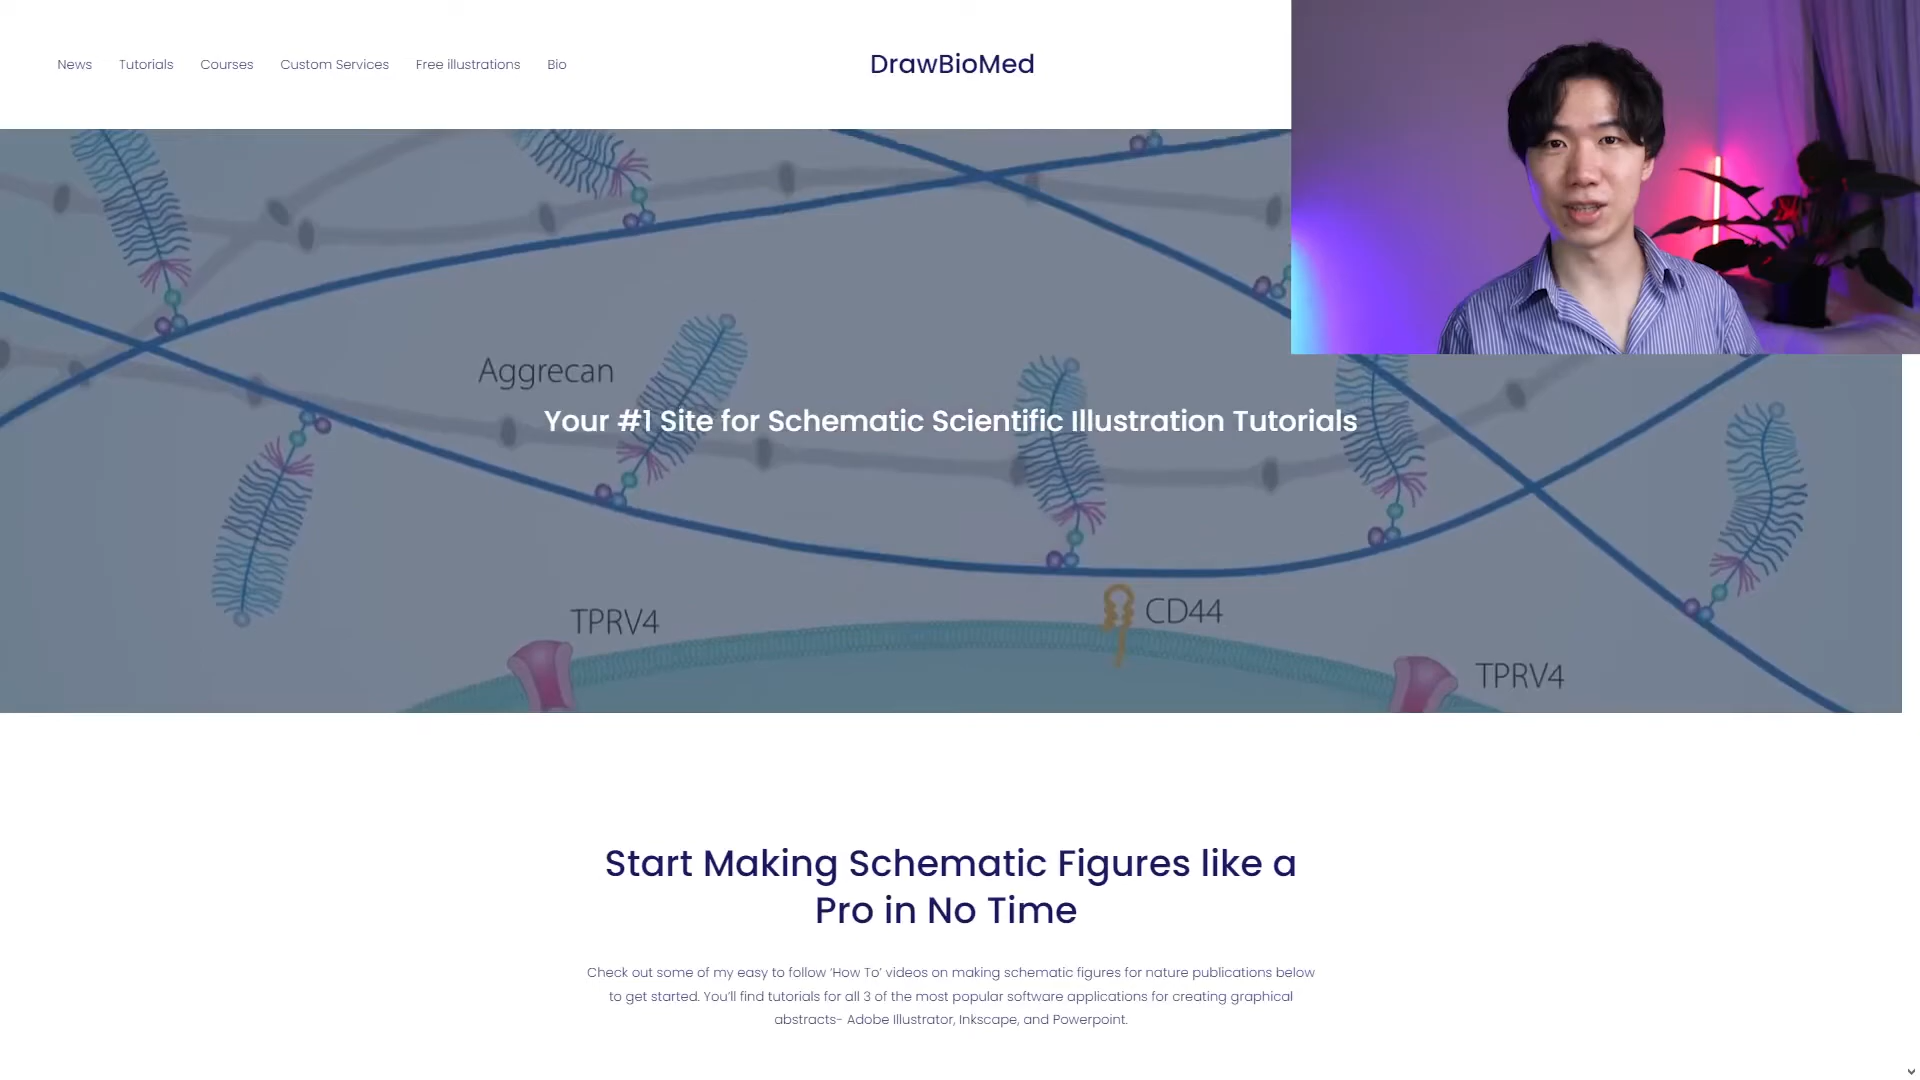 News Tutorials Courses Custom Services Free illustrations Bio
DrawBioMed
Aggrecan
Your #1 Site for Schematic Scientific Illustration Tutorials
TPRV4
CD44
TPRV4
Start Making Schematic Figures like a
Pro in No Time
Check out some of my easy to follow ‘How To’ videos on making schematic figures for nature publications below
to get started. You’ll find tutorials for all 3 of the most popular software applications for creating graphical
abstracts- Adobe Illustrator, Inkscape, and Powerpoint.